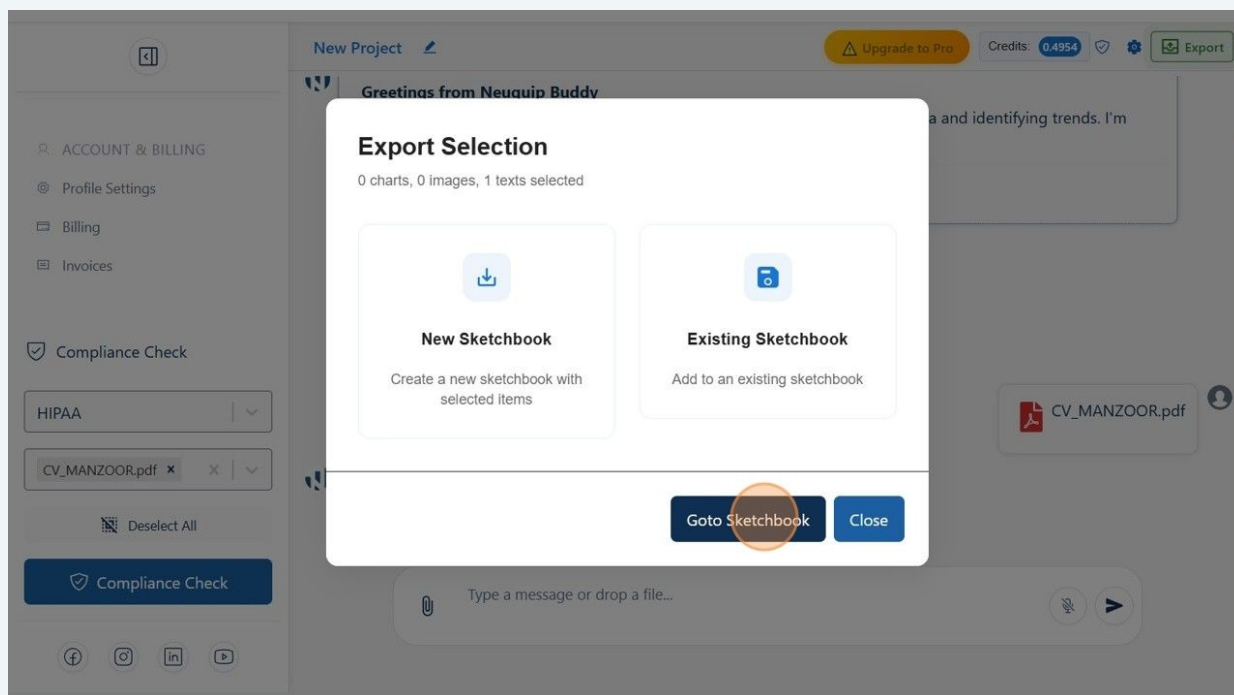 New Project
Upgrade to Pro
Credits: 0.4954
Export
Greetings from Neuquip Buddy
a and identifying trends. I'm
ACCOUNT & BILLING
Profile Settings
Billing
Invoices
Compliance Check
HIPAA
CV_MANZOOR.pdf
Deselect All
Compliance Check
Export Selection
0 charts, 0 images, 1 texts selected
New Sketchbook
Create a new sketchbook with
selected items
Existing Sketchbook
Add to an existing sketchbook
Goto Sketchbook
Close
CV_MANZOOR.pdf
Type a message or drop a file...